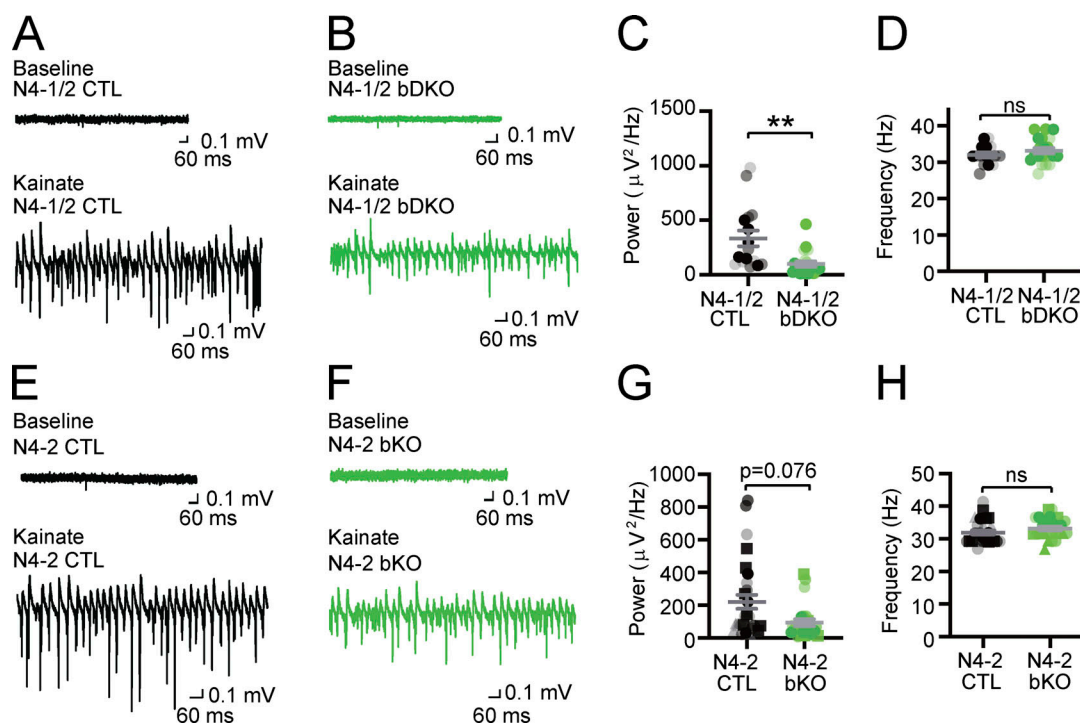 A
Baseline
N4-1/2 CTL
0.1 mV
60 ms
Kainate
N4-1/2 CTL
0.1 mV
60 ms
B
Baseline
N4-1/2 bDKO
0.1 mV
60 ms
Kainate
N4-1/2 bDKO
0.1 mV
60 ms
C
Power ( μV²/Hz)
1500
1000
500
0
**
N4-1/2
CTL
N4-1/2
bDKO
D
Frequency (Hz)
40
30
20
10
0
ns
N4-1/2
CTL
N4-1/2
bDKO
E
Baseline
N4-2 CTL
0.1 mV
60 ms
Kainate
N4-2 CTL
0.1 mV
60 ms
F
Baseline
N4-2 bKO
0.1 mV
60 ms
Kainate
N4-2 bKO
0.1 mV
60 ms
G
Power ( μV²/Hz)
1000
800
600
400
200
0
p=0.076
N4-2
CTL
N4-2
bKO
H
Frequency (Hz)
50
40
30
20
10
0
ns
N4-2
CTL
N4-2
bKO